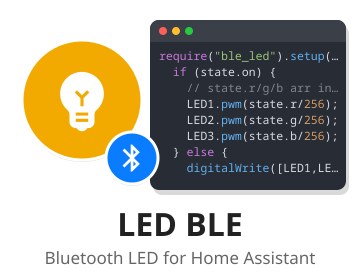 require("ble_led").setup(…
if (state.on) {
// state.r/g/b arr in…
LED1.pwm(state.r/256);
LED2.pwm(state.g/256);
LED3.pwm(state.b/256);
} else {
digitalWrite([LED1,LE…
LED BLE
Bluetooth LED for Home Assistant